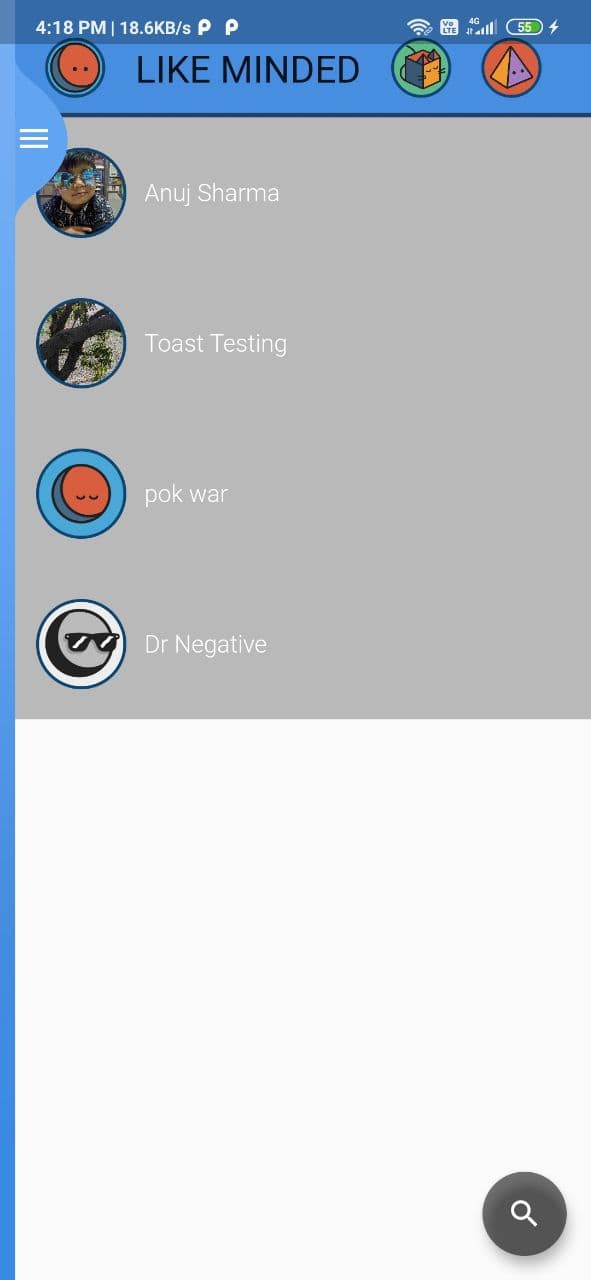 4:18 PM | 18.6KB/s P P
Vo LTE 4G 55
LIKE MINDED
Anuj Sharma
Toast Testing
pok war
Dr Negative